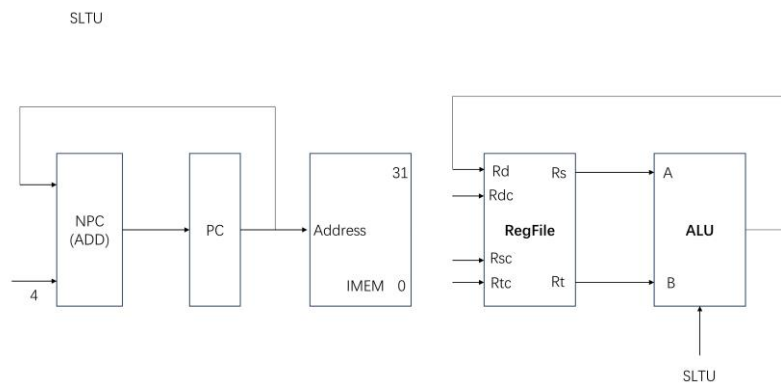 SLTU
31
NPC
(ADD)
PC
Address
IMEM 0
4
Rd Rs
Rdc
RegFile
Rsc
Rtc Rt
A
ALU
B
SLTU